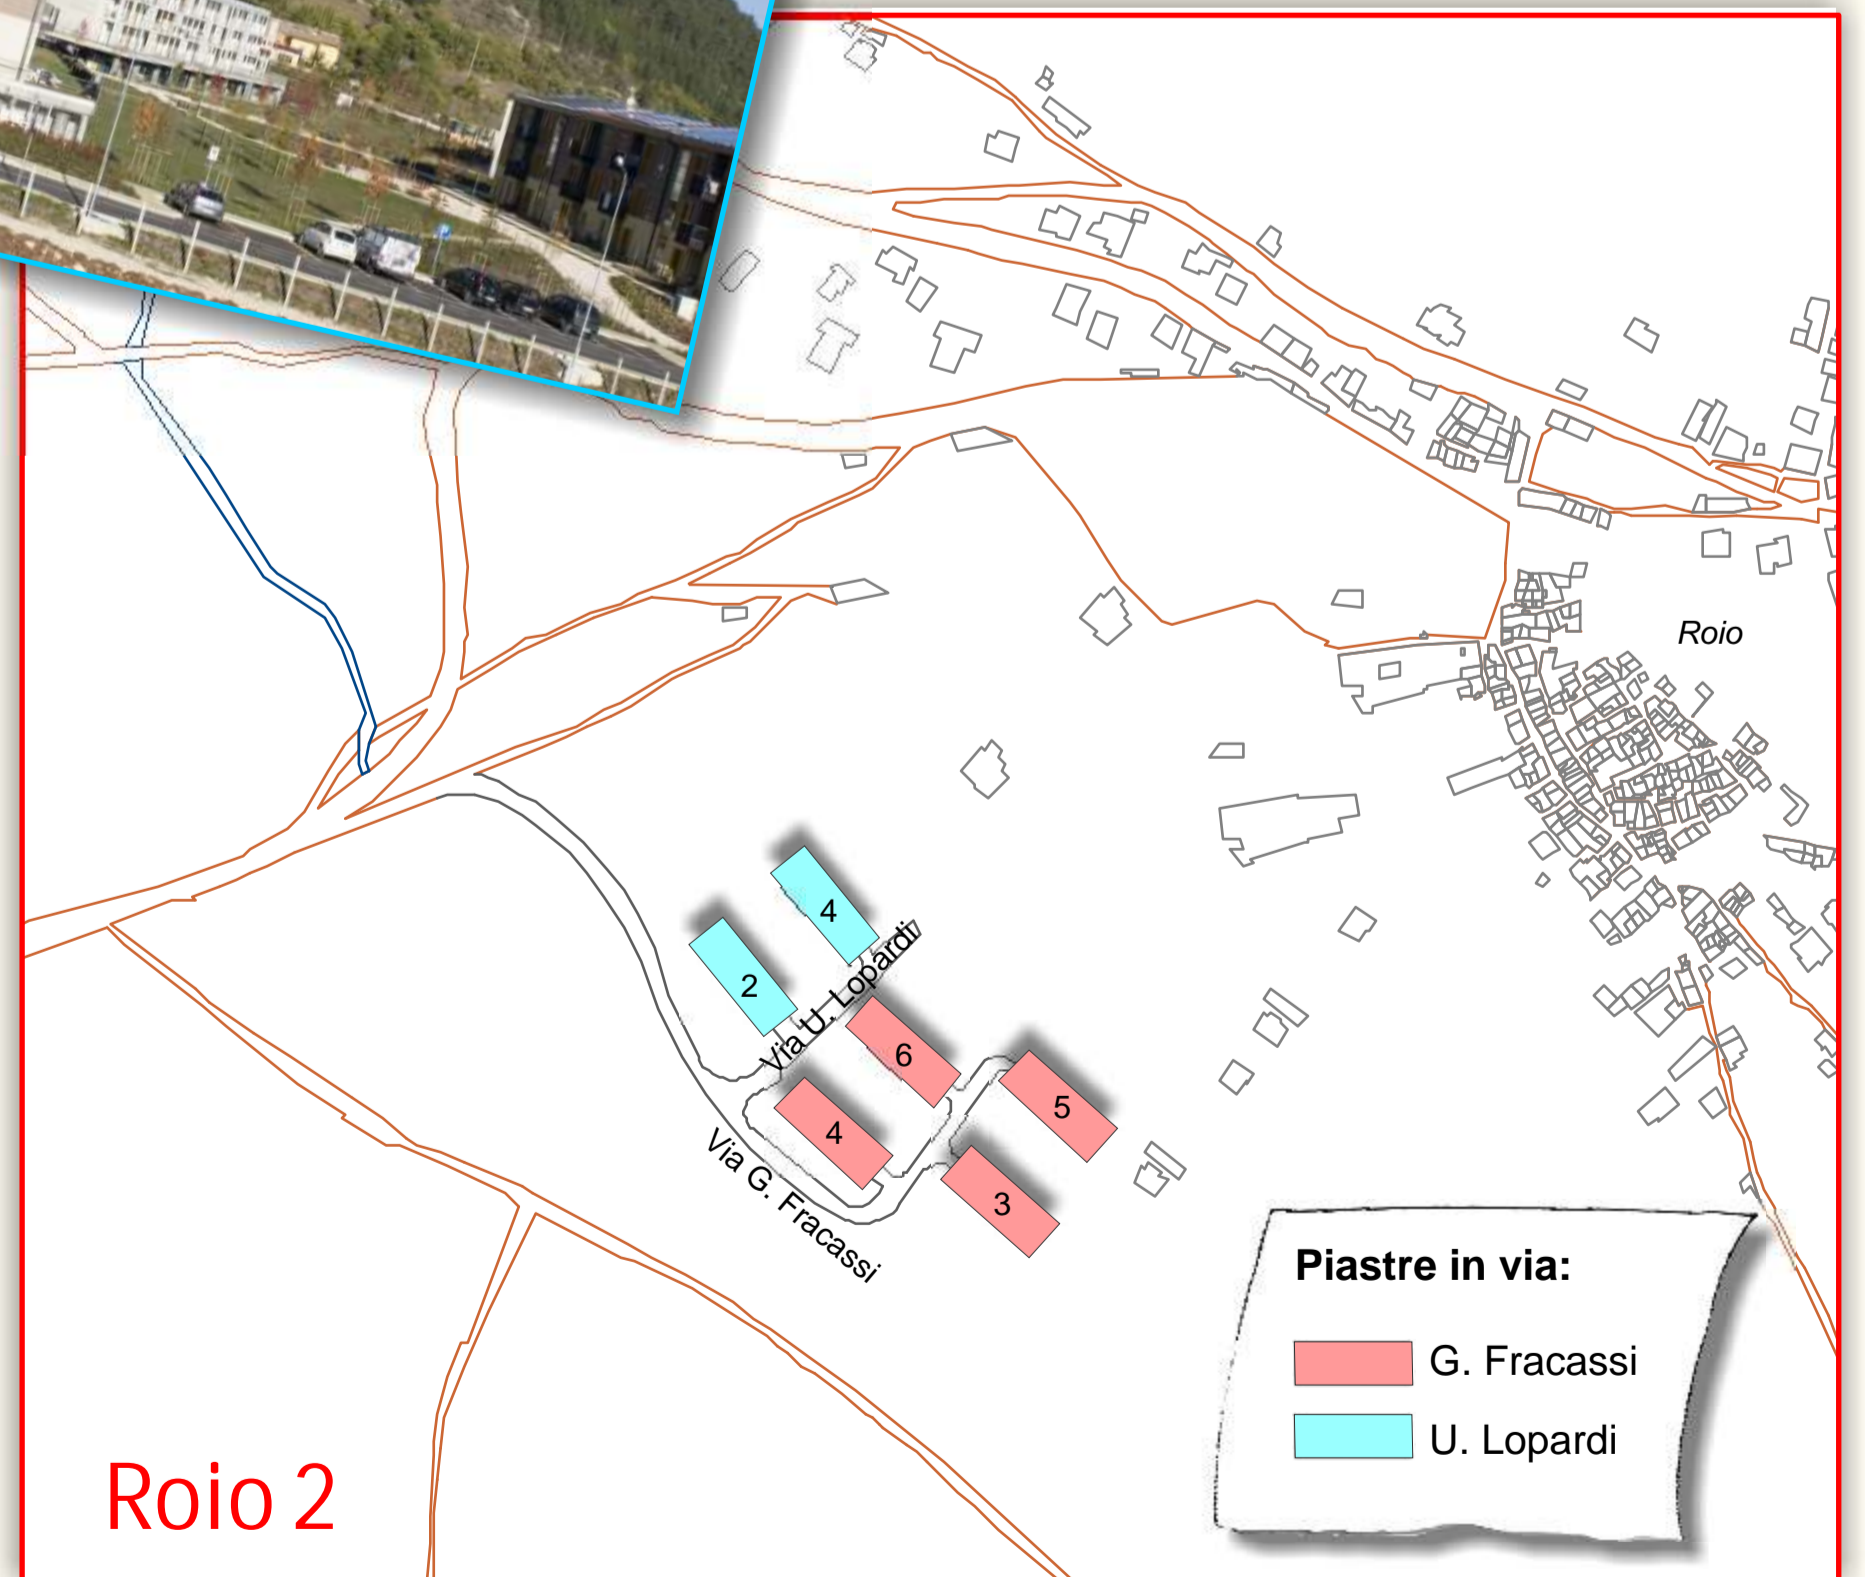 Roio
4
2
Via U. Lopardi
6
5
4
3
Via G. Fracassi
Piastre in via:
G. Fracassi
U. Lopardi
Roio 2